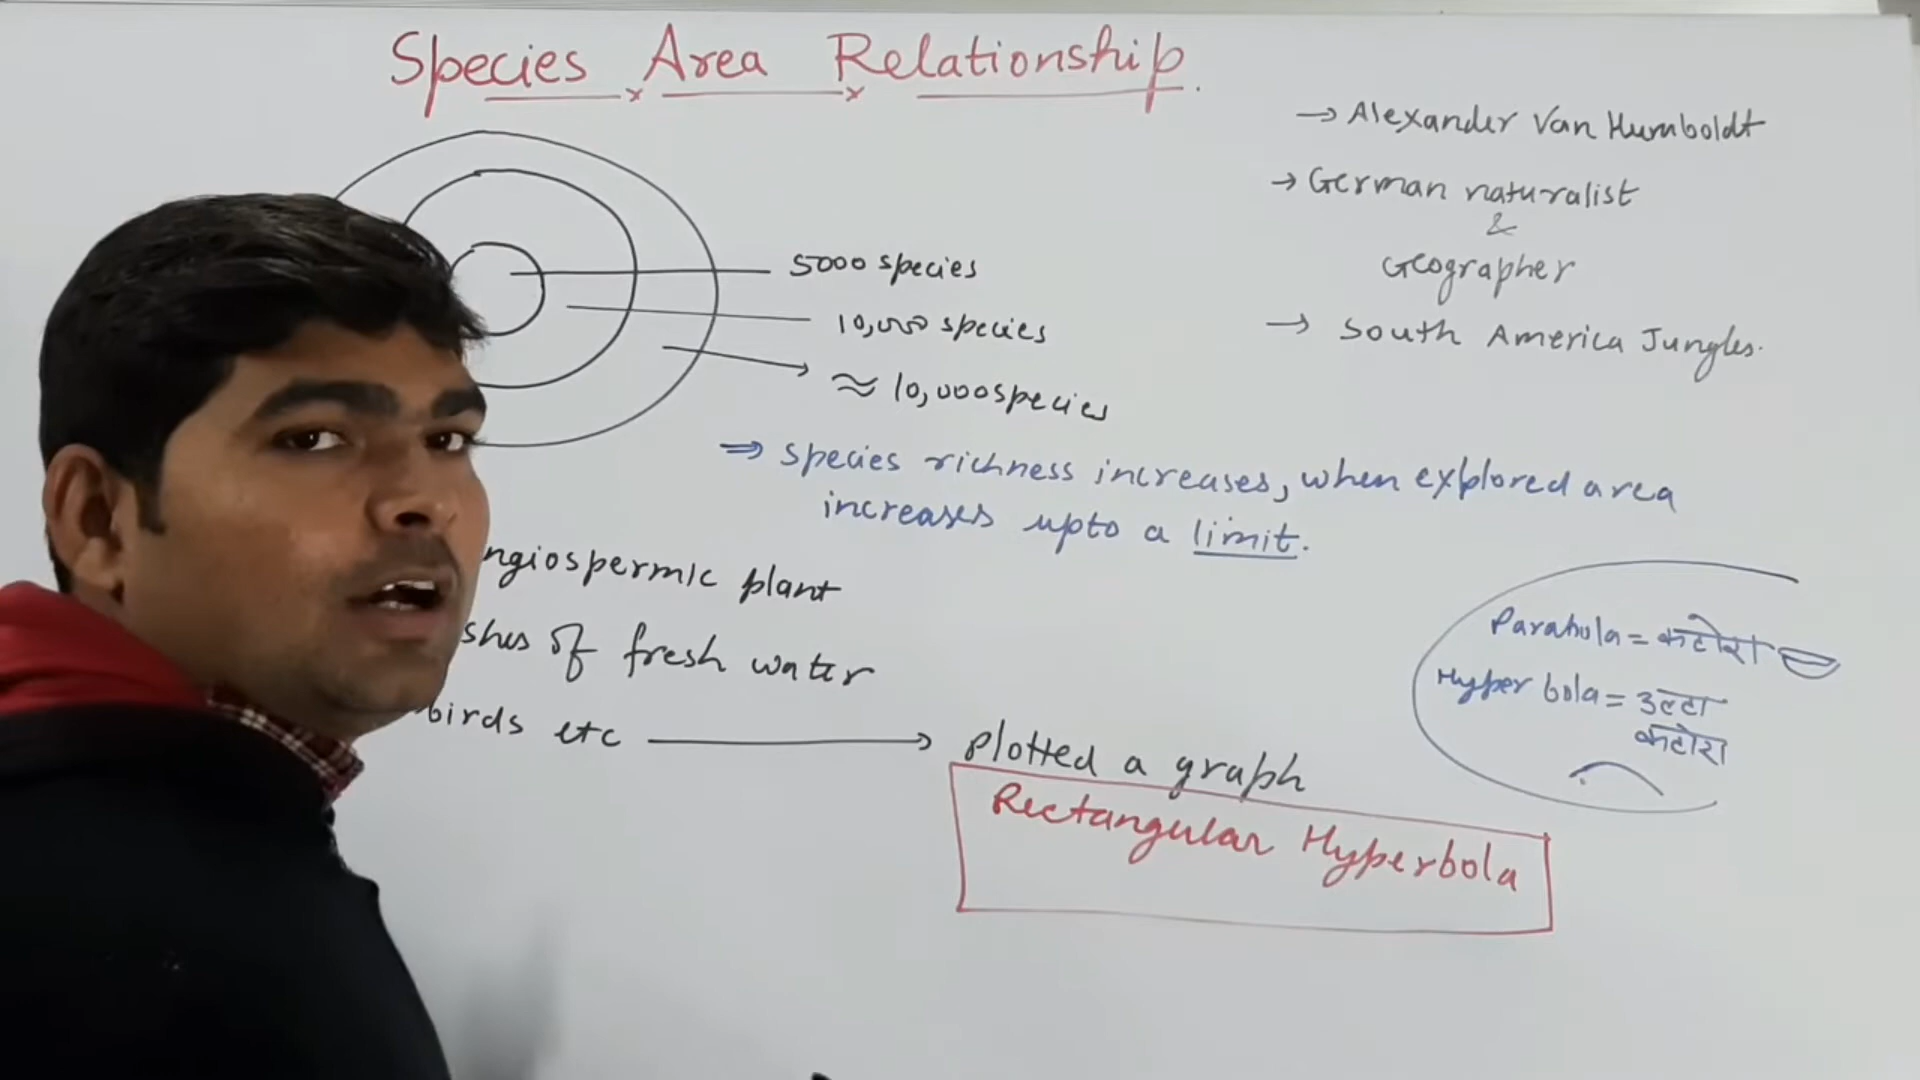 Species Area Relationship.
→ Alexander Van Humboldt
→ German naturalist
&
Geographer
→ South America Jungles.
5000 species
10,000 species
≈ 10,000 species
⇒ species richness increases, when explored area
increases upto a limit.
ngiospermic plant
shes of fresh water
birds etc → plotted a graph
Rectangular Hyperbola
Parabola = कटोरा
Hyper bola = उल्टा
कटोरा